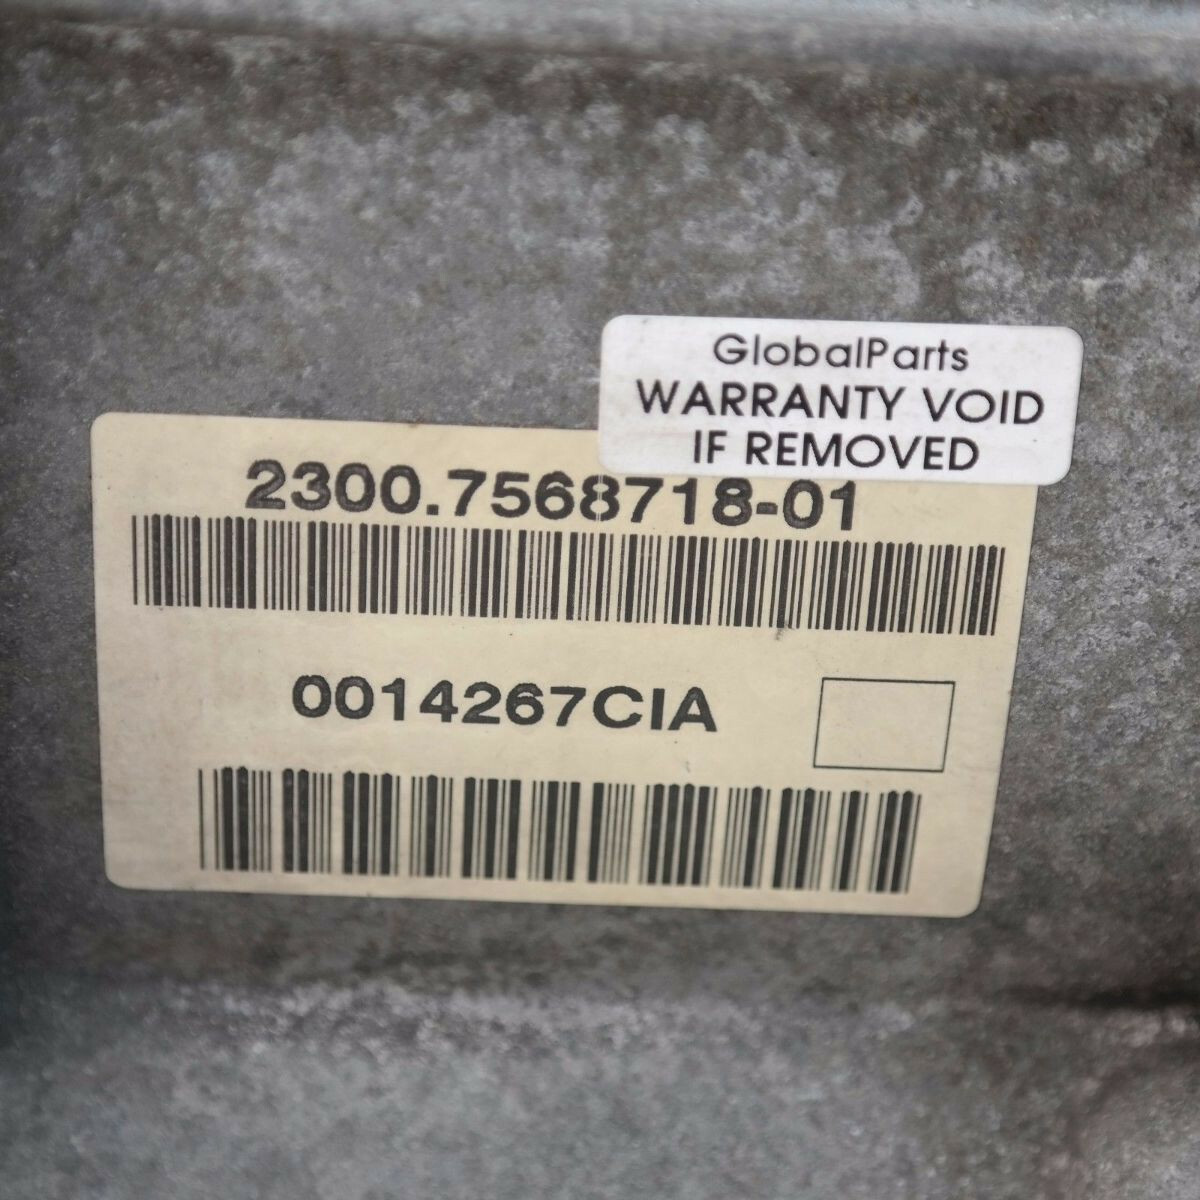 GlobalParts
WARRANTY VOID
IF REMOVED
2300.7568718-01
0014267CIA